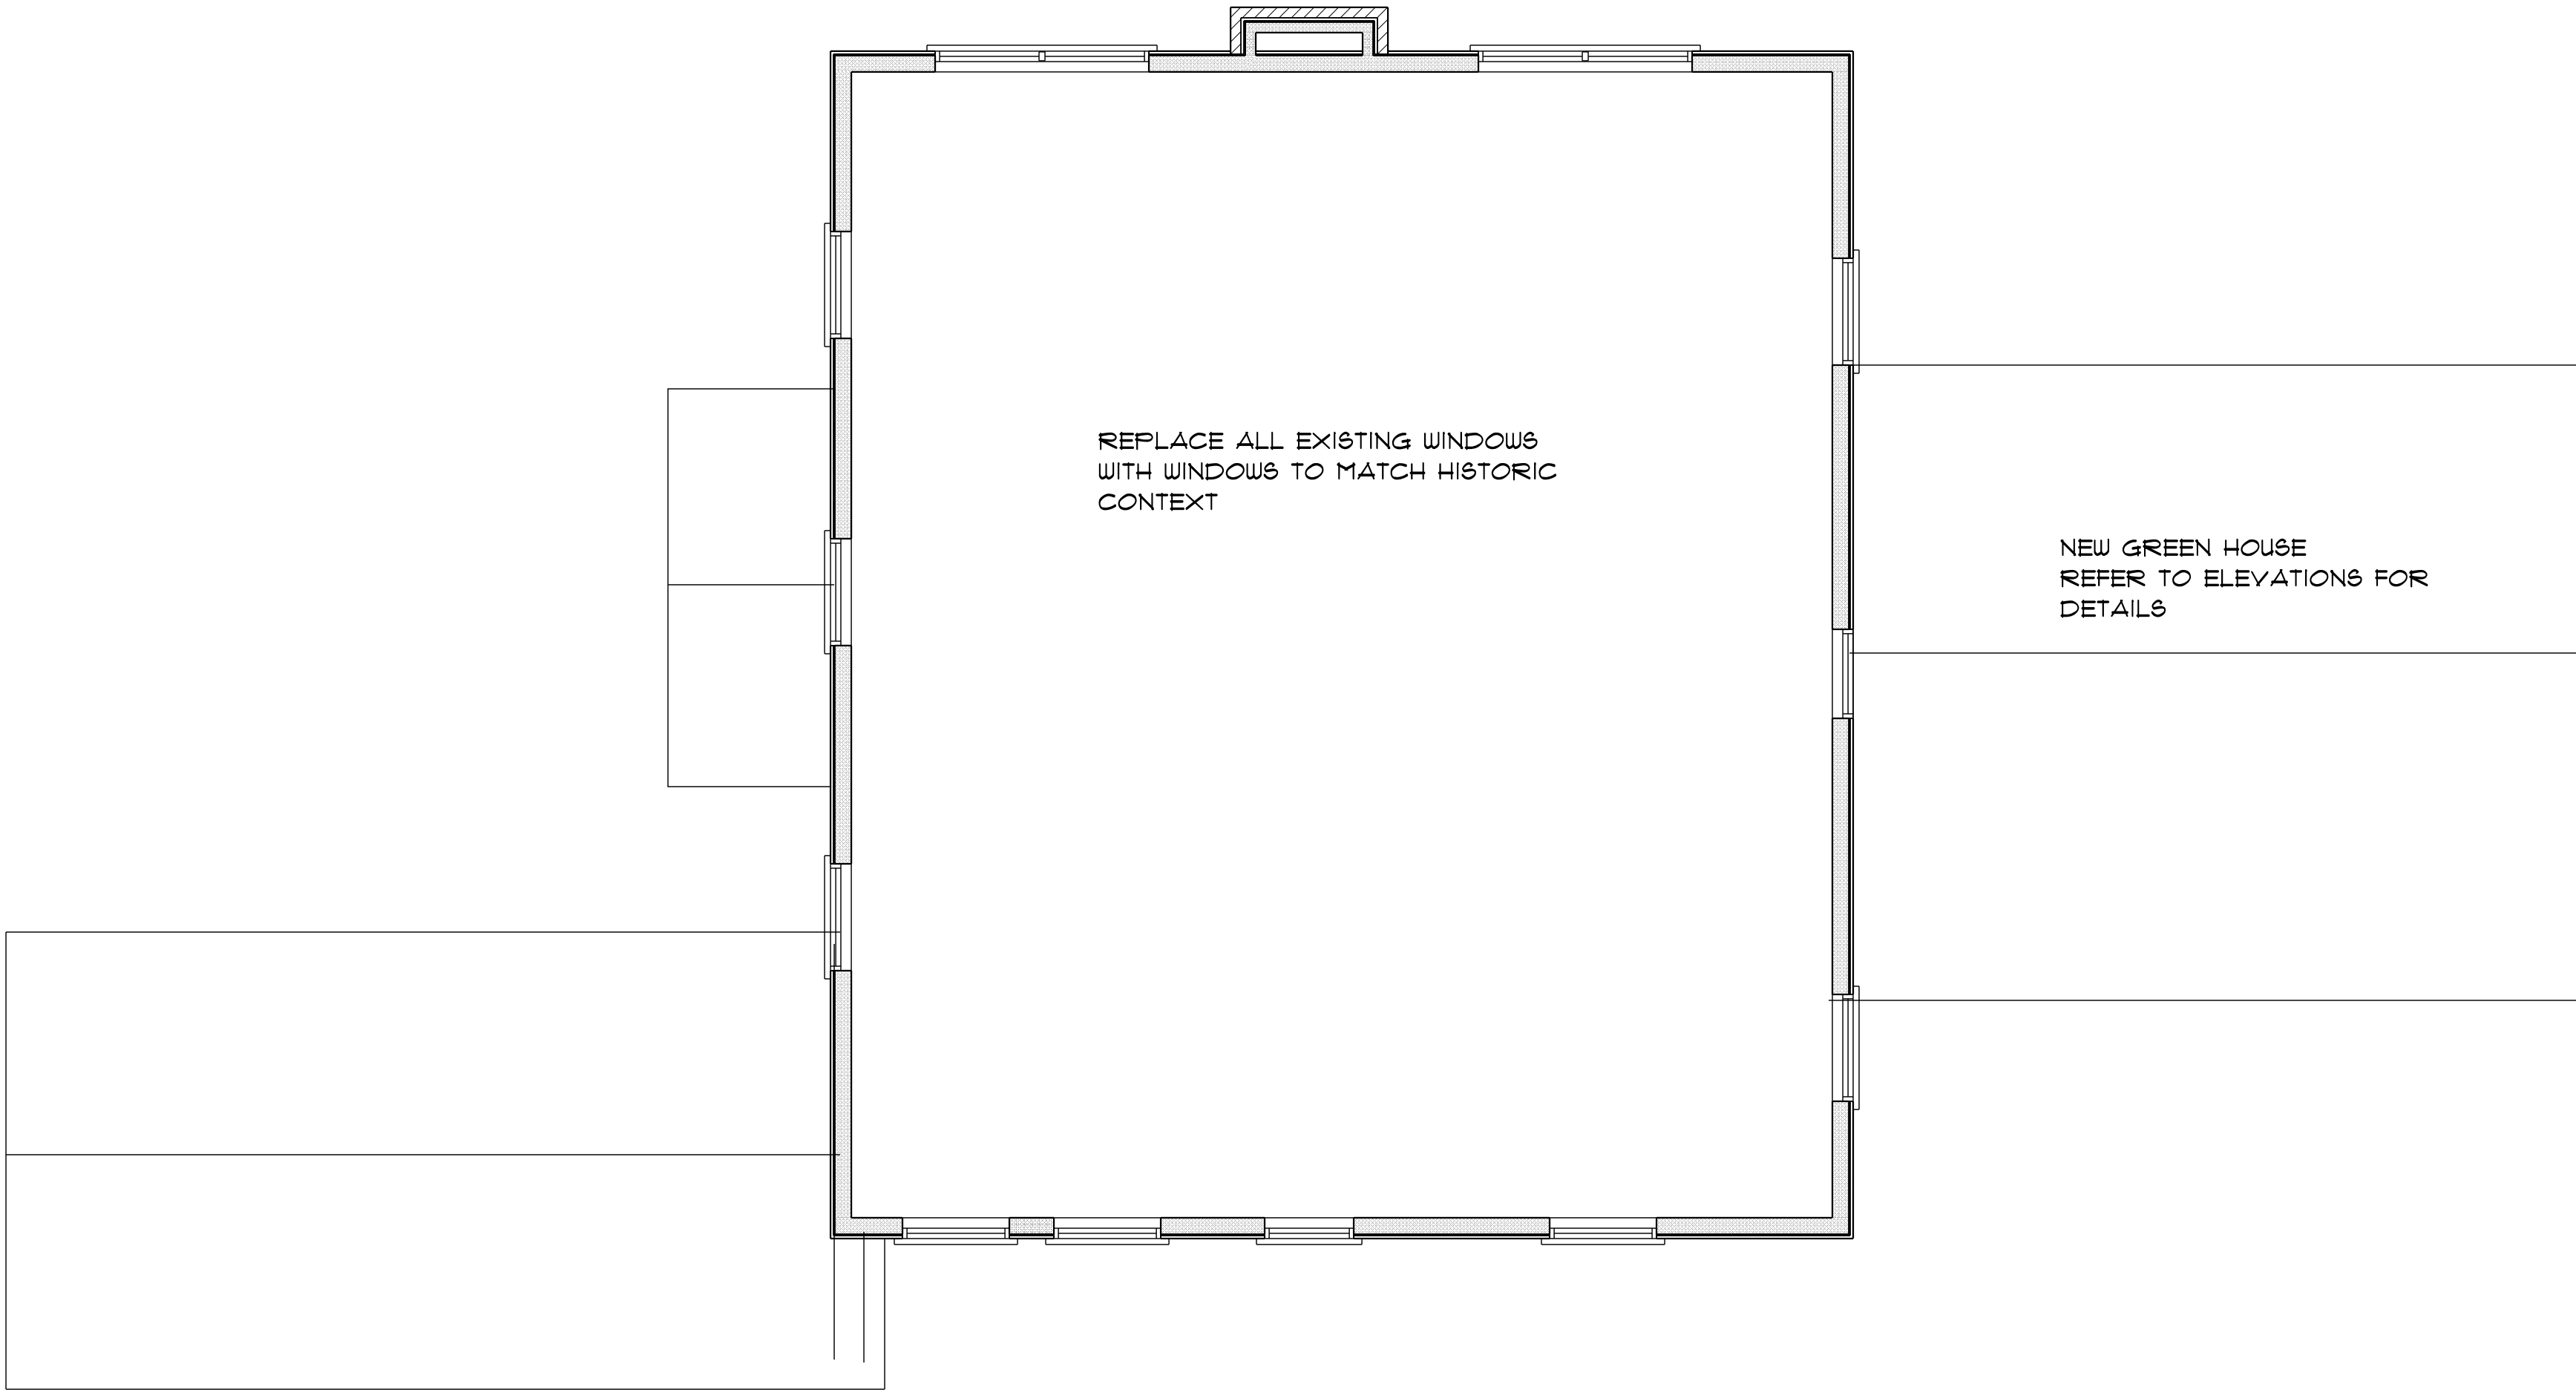 REPLACE ALL EXISTING WINDOWS
WITH WINDOWS TO MATCH HISTORIC
CONTEXT
NEW GREEN HOUSE
REFER TO ELEVATIONS FOR
DETAILS